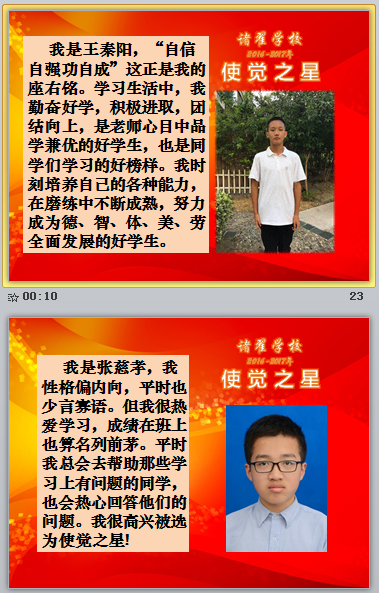 我是王秦阳，“自信
自强功自成”这正是我的
座右铭。学习生活中，我
勤奋好学，积极进取，团
结向上，是老师心目中品
学兼优的好学生，也是同
学们学习的好榜样。我时
刻培养自己的各种能力，
在磨练中不断成熟，努力
成为德、智、体、美、劳
全面发展的好学生。
诸翟学校
2016-2017年
使觉之星
00:10
23
我是张慈孝，我
性格偏内向，平时也
少言寡语。但我很热
爱学习，成绩在班上
也算名列前茅。平时
我总会去帮助那些学
习上有问题的同学，
也会热心回答他们的
问题。我很高兴被选
为使觉之星!
诸翟学校
2016-2017年
使觉之星